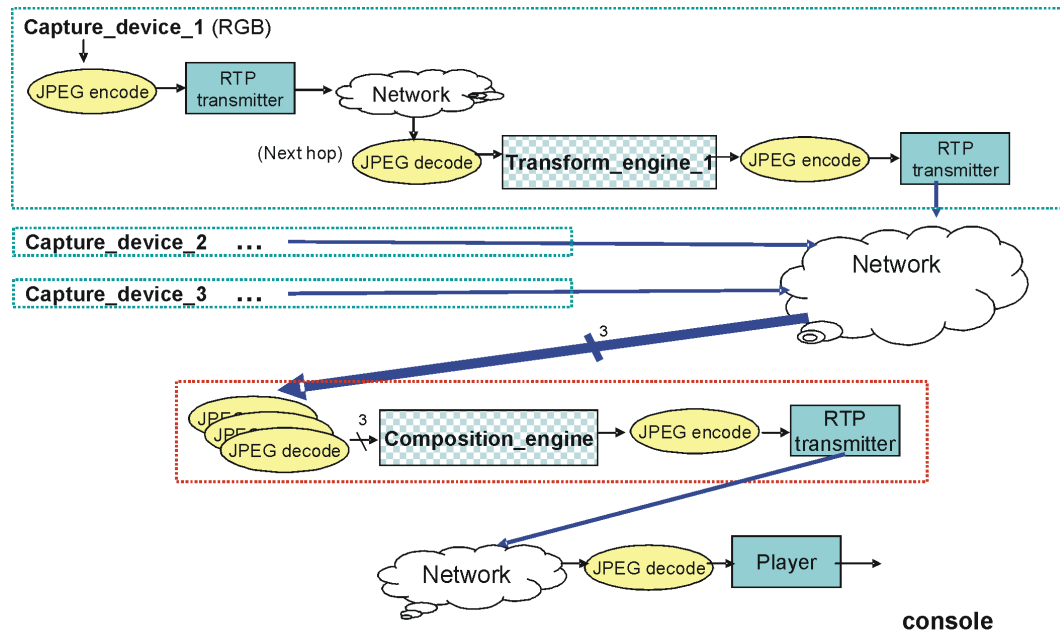 Capture_device_1 (RGB)
JPEG encode
RTP
transmitter
Network
(Next hop)
JPEG decode
Transform_engine_1
JPEG encode
RTP
transmitter
Capture_device_2 ...
Network
Capture_device_3 ...
3
JPEG decode
3
Composition_engine
JPEG encode
RTP
transmitter
Network
JPEG decode
Player
console